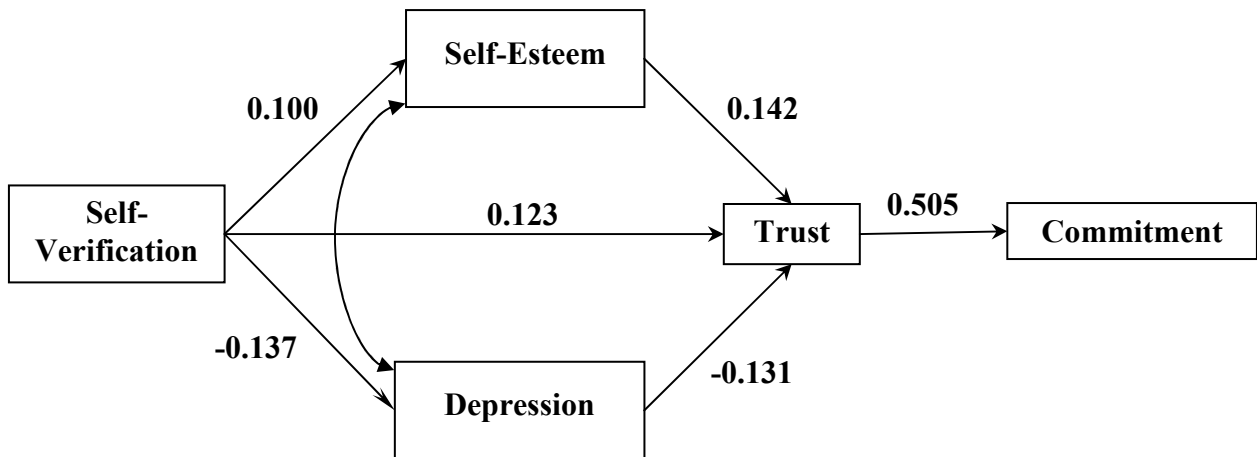 Self-Esteem
0.100
0.142
Self-
Verification
0.123
Trust
0.505
Commitment
-0.137
-0.131
Depression